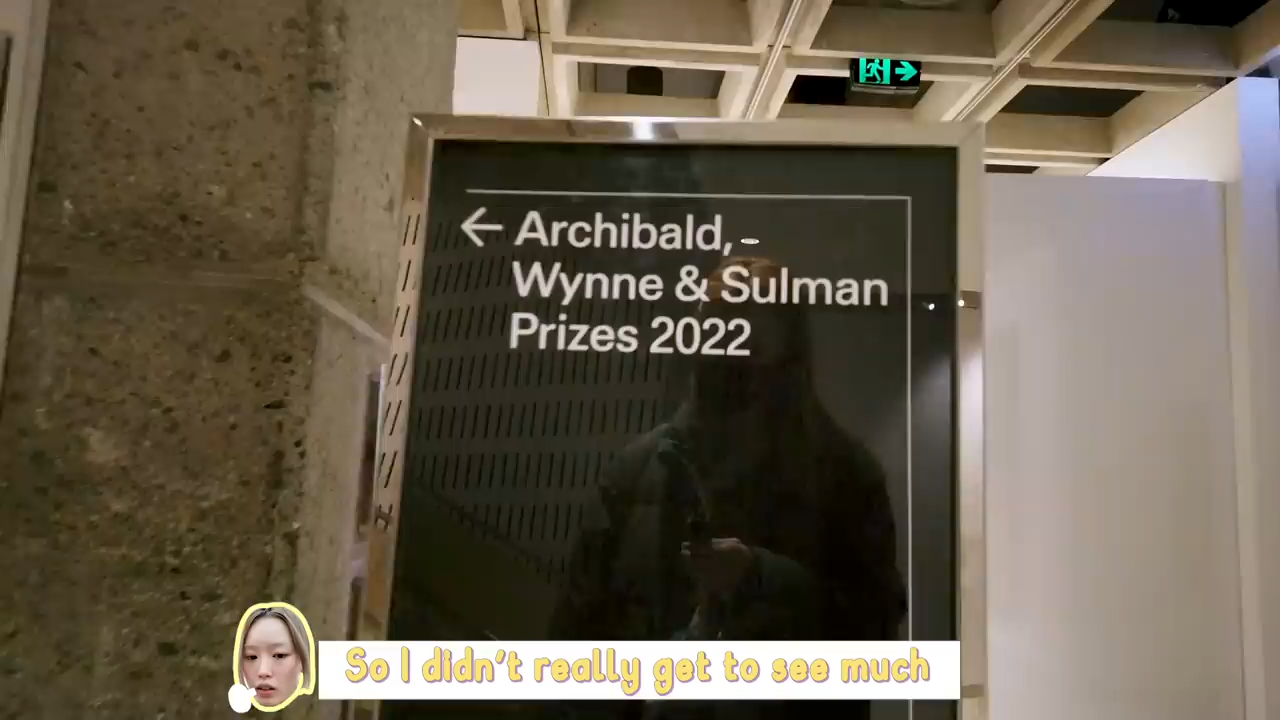 ← Archibald,
Wynne & Sulman
Prizes 2022
So I didn't really get to see much